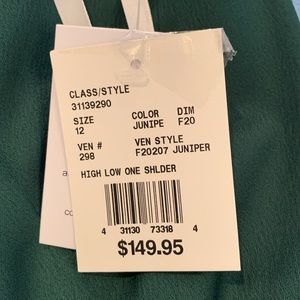 CLASS/STYLE
31139290
SIZE COLOR DIM
12 JUNIPE F20
VEN # VEN STYLE
298 F20207 JUNIPER
HIGH LOW ONE SHLDER
4 31130 73318 4
$149.95